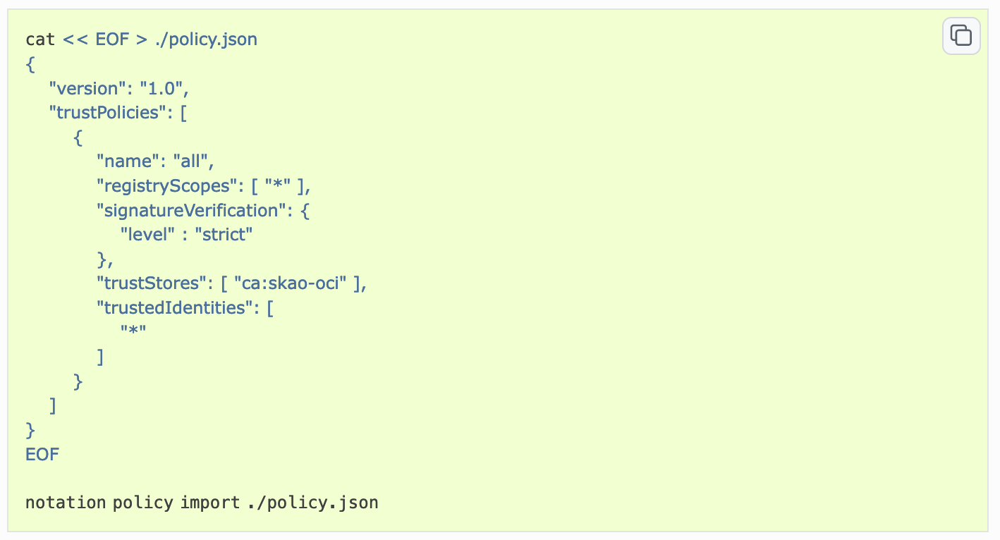 cat << EOF > ./policy.json
{
   "version": "1.0",
   "trustPolicies": [
      {
         "name": "all",
         "registryScopes": [ "*" ],
         "signatureVerification": {
            "level" : "strict"
         },
         "trustStores": [ "ca:skao-oci" ],
         "trustedIdentities": [
            "*"
         ]
      }
   ]
}
EOF

notation policy import ./policy.json